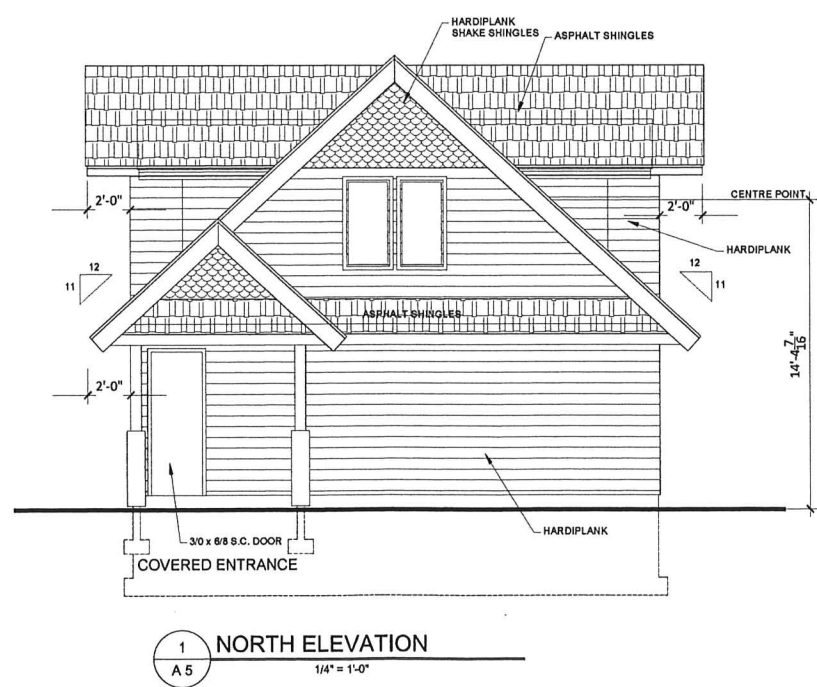 HARDIPLANK
SHAKE SHINGLES
ASPHALT SHINGLES
2'-0"
CENTRE POINT
2'-0"
HARDIPLANK
12
11
12
11
ASPHALT SHINGLES
14'-4 7/16"
2'-0"
3/0 x 6/8 S.C. DOOR
HARDIPLANK
COVERED ENTRANCE
1
A 5
NORTH ELEVATION
1/4" = 1'-0"